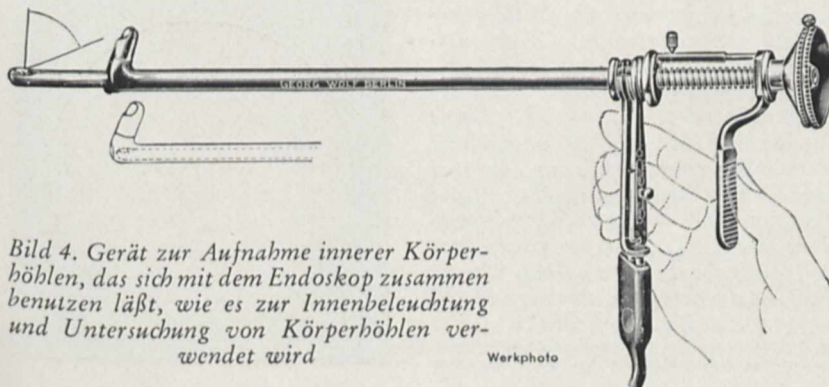 GEORG WOLF BERLIN
Bild 4. Gerät zur Aufnahme innerer Körper-
höhlen, das sich mit dem Endoskop zusammen
benutzen läßt, wie es zur Innenbeleuchtung
und Untersuchung von Körperhöhlen ver-
wendet wird
Werkphoto